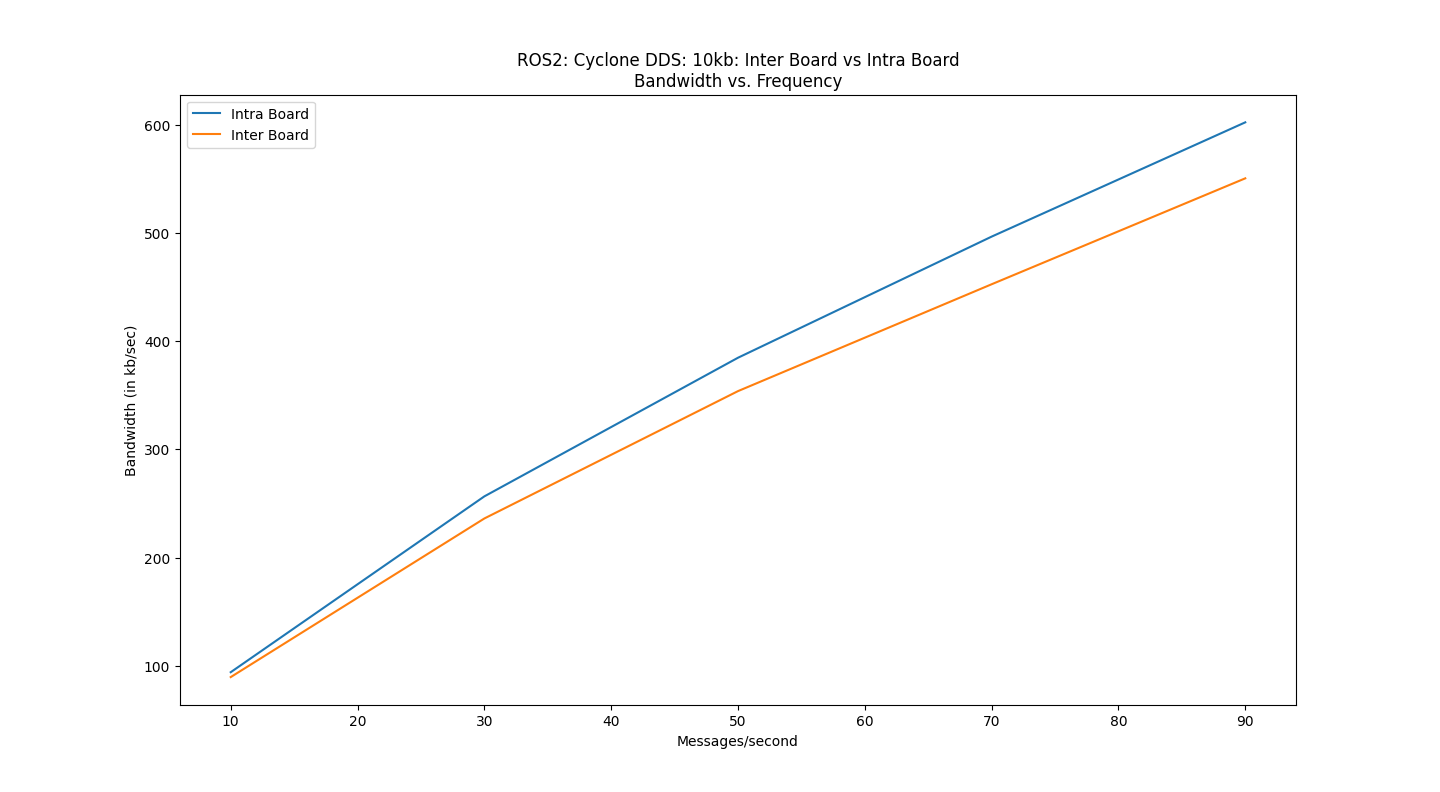 ROS2: Cyclone DDS: 10kb: Inter Board vs Intra Board
Bandwidth vs. Frequency
Intra Board
Inter Board
600
500
400
300
200
100
Bandwidth (in kb/sec)
10 20 30 40 50 60 70 80 90
Messages/second